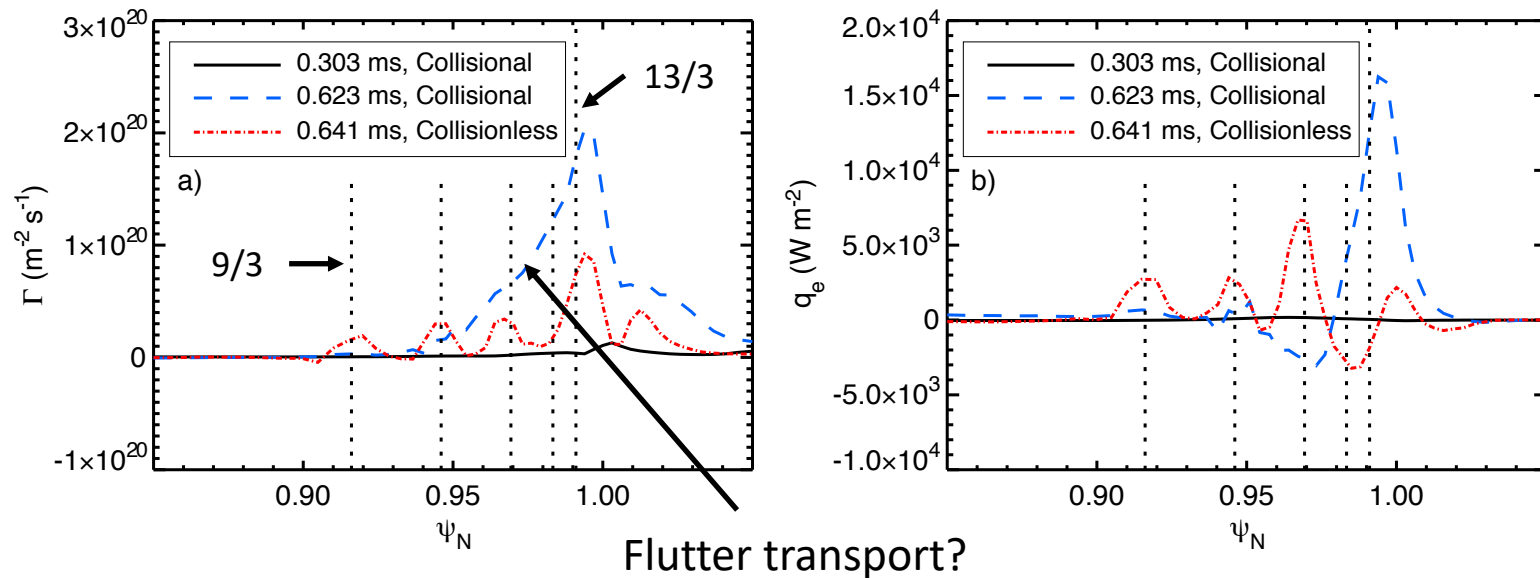 3×10²⁰
2×10²⁰
1×10²⁰
0
-1×10²⁰
Γ (m⁻² s⁻¹)
0.303 ms, Collisional
0.623 ms, Collisional
0.641 ms, Collisionless
a)
13/3
9/3
0.90 0.95 1.00
ψ_N
2.0×10⁴
1.5×10⁴
1.0×10⁴
5.0×10³
0
-5.0×10³
-1.0×10⁴
q_e (W m⁻²)
0.303 ms, Collisional
0.623 ms, Collisional
0.641 ms, Collisionless
b)
0.90 0.95 1.00
ψ_N
Flutter transport?